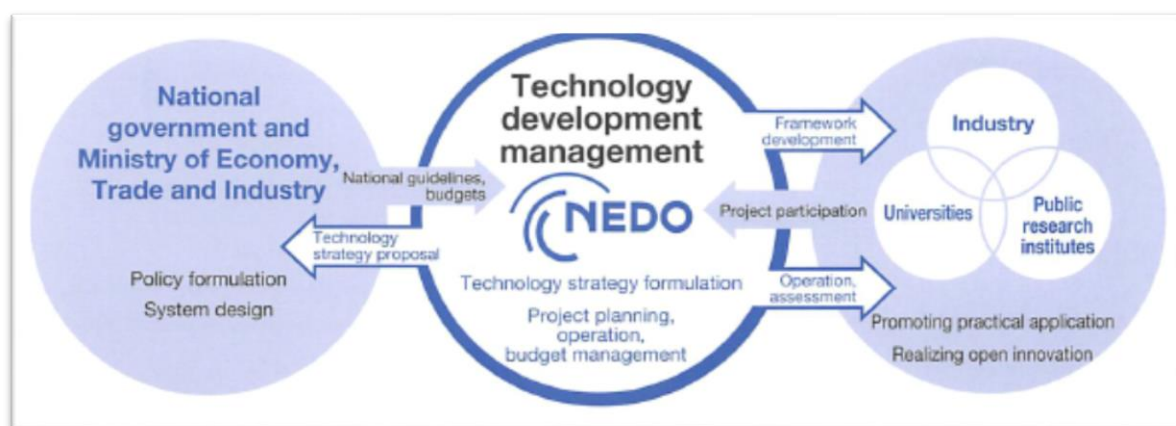 National
government and
Ministry of Economy,
Trade and Industry
Policy formulation
System design
National guidelines,
budgets
Technology
strategy proposal
Technology
development
management
NEDO
Technology strategy formulation
Project planning,
operation,
budget management
Framework
development
Project participation
Operation,
assessment
Industry
Universities
Public
research
institutes
Promoting practical application
Realizing open innovation